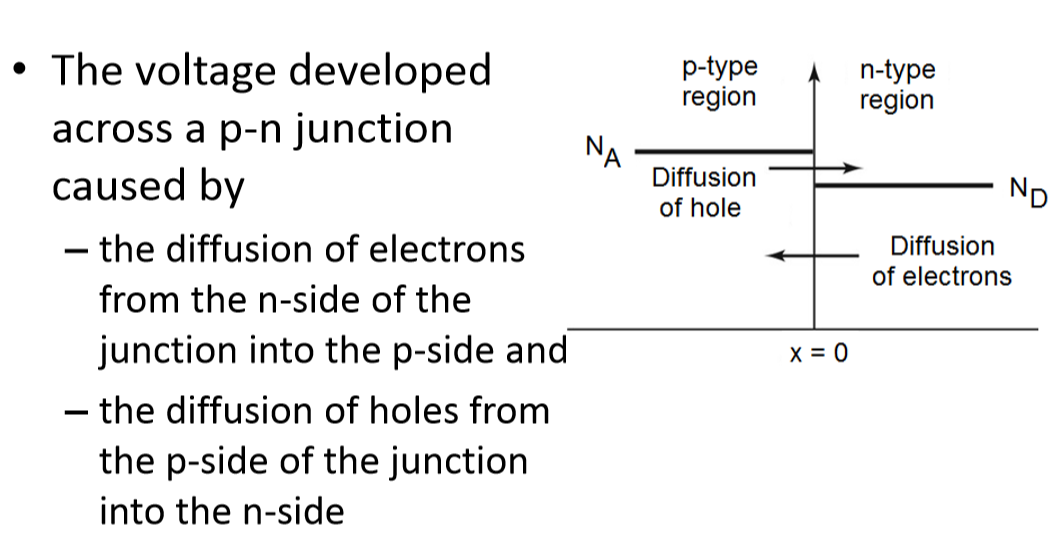 • The voltage developed
across a p-n junction
caused by
– the diffusion of electrons
from the n-side of the
junction into the p-side and
– the diffusion of holes from
the p-side of the junction
into the n-side
p-type
region
n-type
region
NA
Diffusion
of hole
ND
Diffusion
of electrons
x = 0